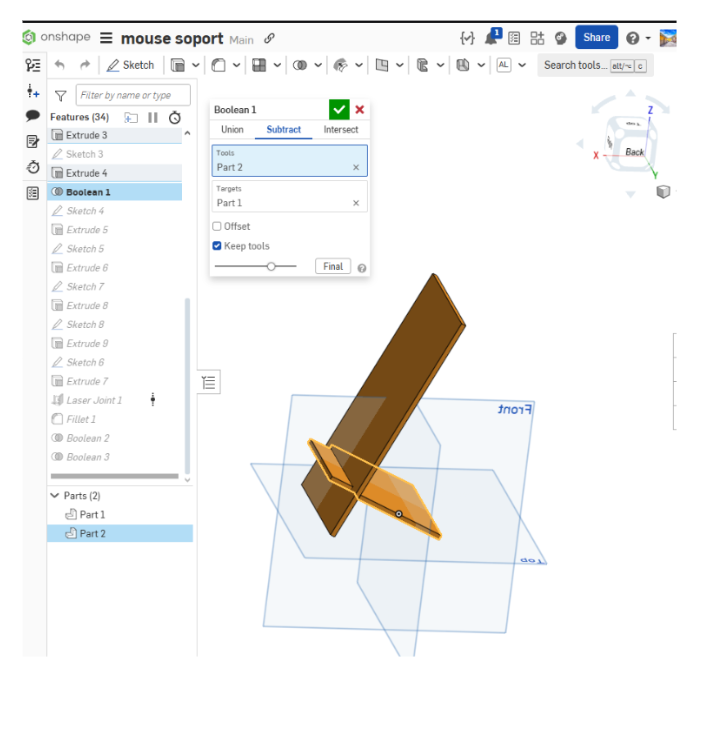 onshape mouse soport Main 1 Share
Sketch AL Search tools... alt/⌥ c
Filter by name or type
Features (34)
Extrude 3
Sketch 3
Extrude 4
Boolean 1
Sketch 4
Extrude 5
Sketch 5
Extrude 6
Sketch 7
Extrude 8
Sketch 8
Extrude 9
Sketch 6
Extrude 7
Laser Joint 1
Fillet 1
Boolean 2
Boolean 3
Parts (2)
Part 1
Part 2
Boolean 1
Union Subtract Intersect
Tools
Part 2
Targets
Part 1
Offset
Keep tools
Final
Z
Back
X
Y
Front
Top